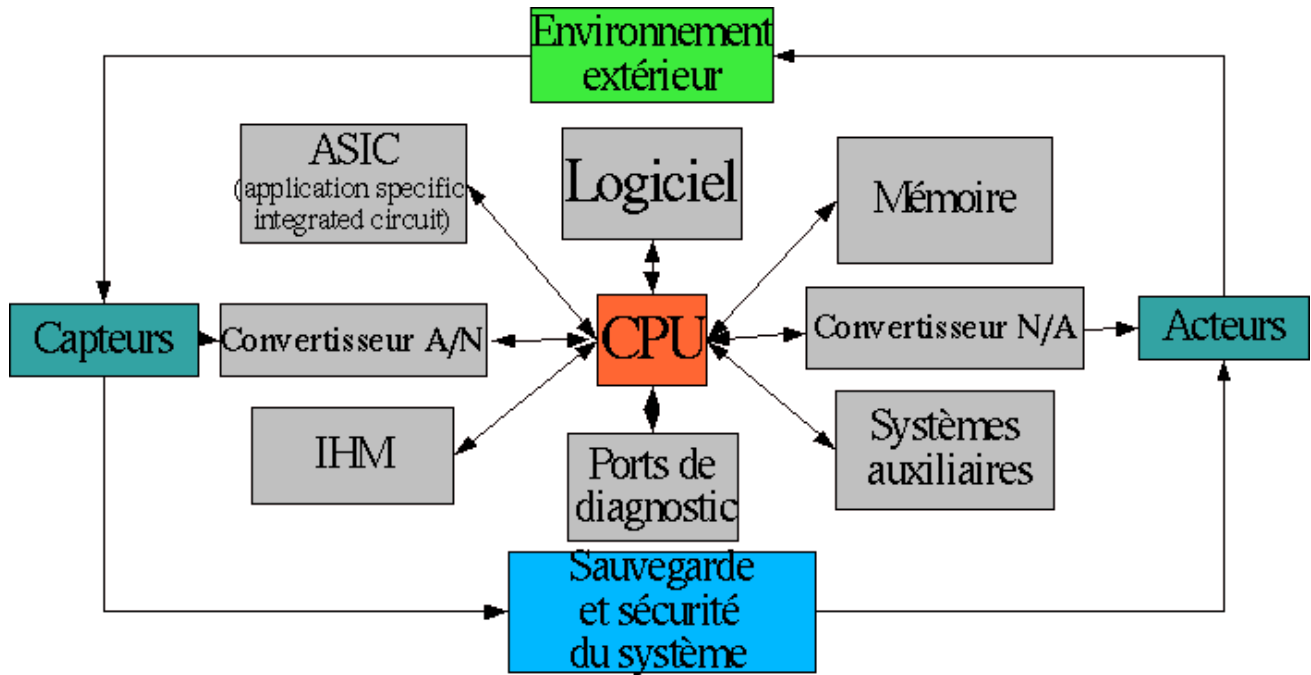 Environnement
extérieur
ASIC
(application specific
integrated circuit)
Logiciel
Mémoire
Capteurs
Convertisseur A/N
CPU
Convertisseur N/A
Acteurs
IHM
Ports de
diagnostic
Systèmes
auxiliaires
Sauvegarde
et sécurité
du système